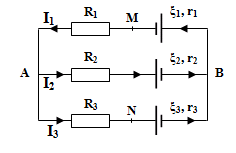 I₁ R₁ M ξ₁, r₁
A I₂ R₂ ξ₂, r₂ B
I₃ R₃ N ξ₃, r₃